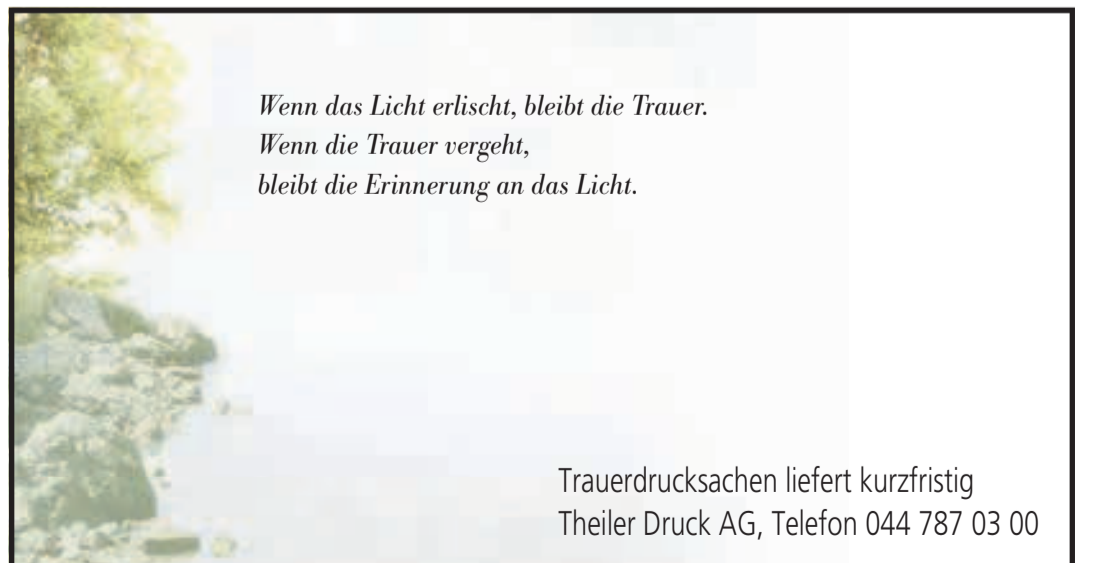 Wenn das Licht erlischt, bleibt die Trauer.
Wenn die Trauer vergeht,
bleibt die Erinnerung an das Licht.
Trauerdrucksachen liefert kurzfristig
Theiler Druck AG, Telefon 044 787 03 00